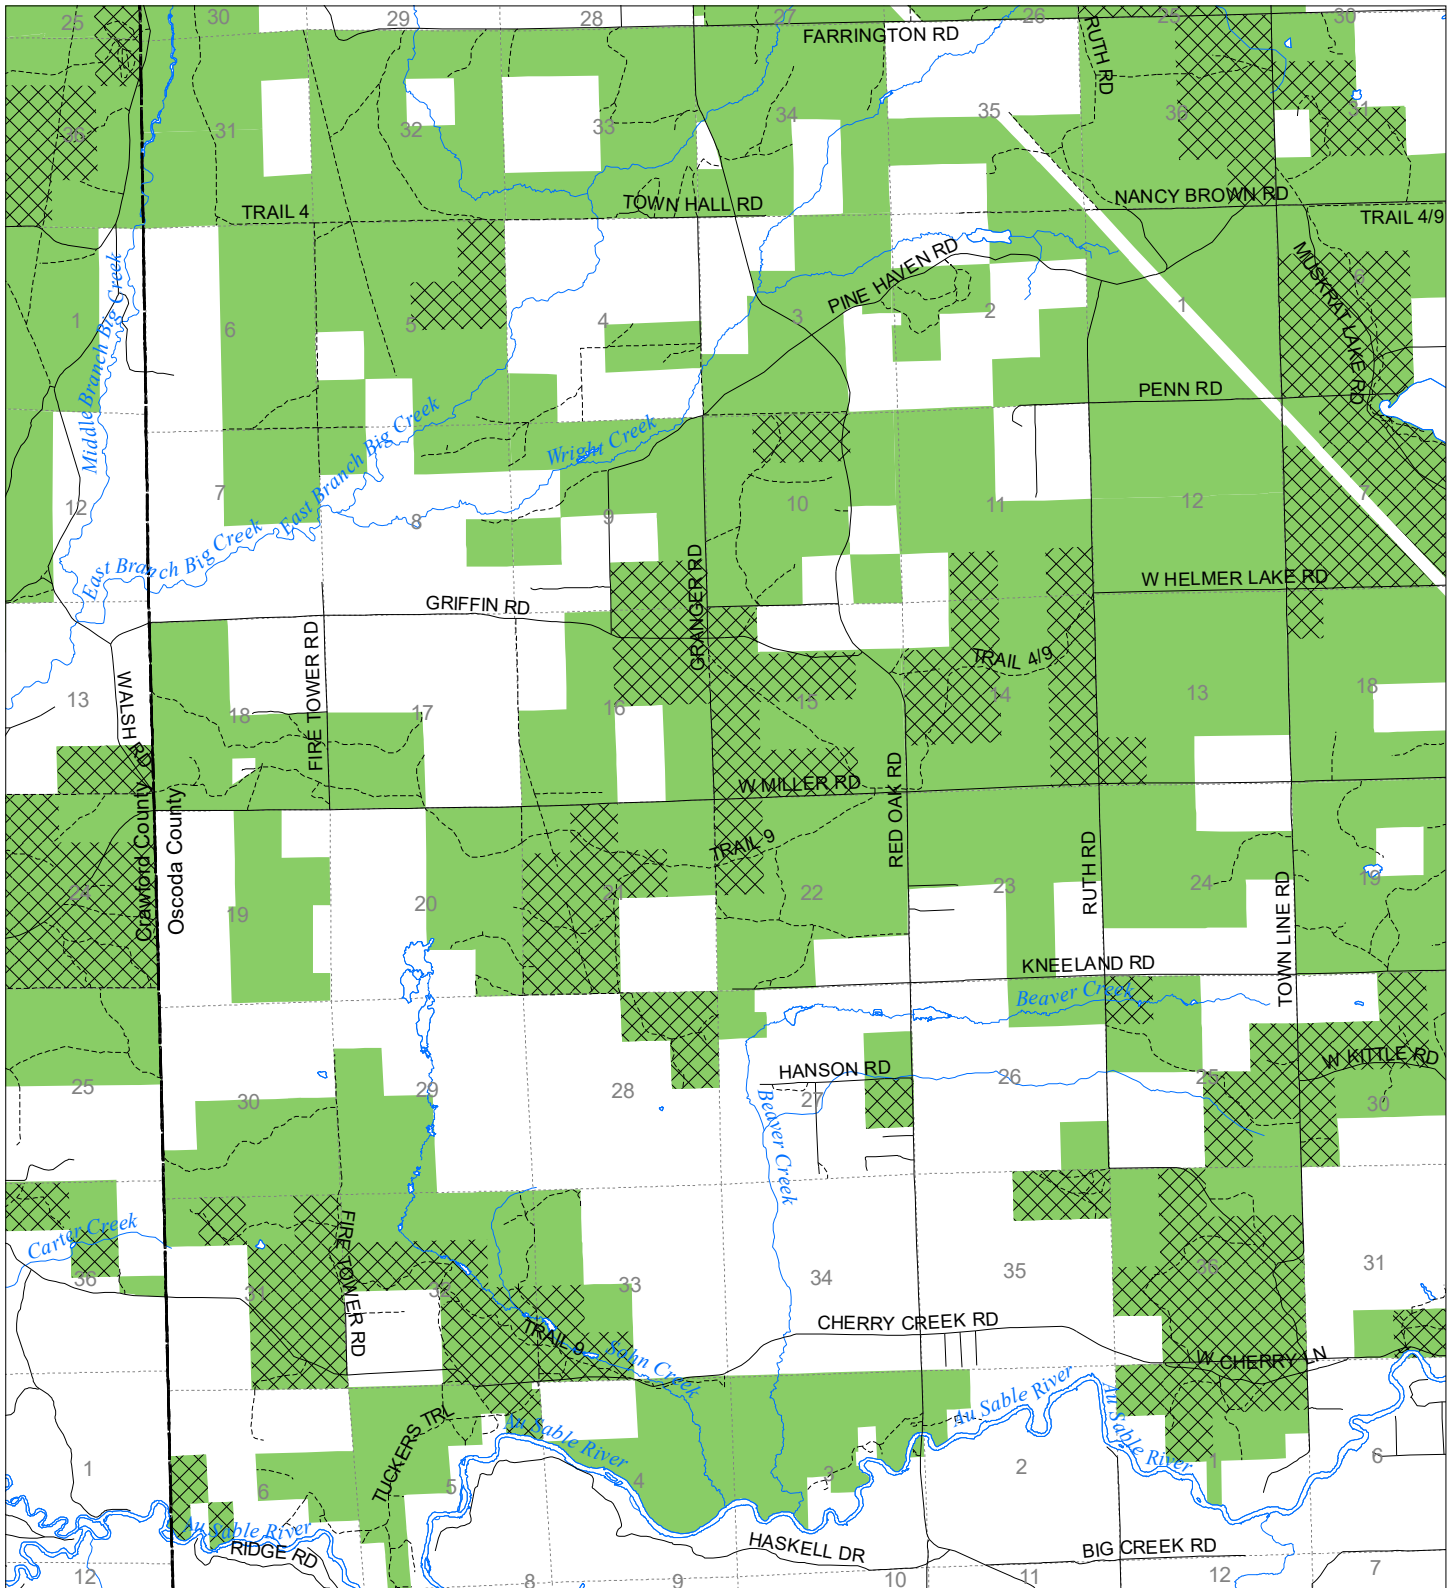 25
30
29
28
27
26
25
30
FARRINGTON RD
RUTH RD
36
31
32
33
34
35
36
31
TRAIL 4
TOWN HALL RD
NANCY BROWN RD
TRAIL 4/9
Middle Branch Big Creek
PINE HAVEN RD
MUSKRAT LAKE RD
1
6
5
4
3
2
1
6
PENN RD
East Branch Big Creek
Wright Creek
12
7
8
9
10
11
12
7
East Branch Big Creek
GRANGER RD
W HELMER LAKE RD
GRIFFIN RD
FIRE TOWER RD
TRAIL 4/9
WALSH RD
13
18
17
16
15
14
13
18
W MILLER RD
RED OAK RD
Crawford County
Oscoda County
TRAIL 9
RUTH RD
TOWN LINE RD
24
19
20
21
22
23
24
19
KNEELAND RD
Beaver Creek
W KITTLE RD
HANSON RD
25
30
29
28
27
26
25
30
Beaver Creek
Carter Creek
FIRE TOWER RD
36
31
32
33
34
35
36
31
CHERRY CREEK RD
TRAIL 9
Sohn Creek
W CHERRY LN
Au Sable River
Au Sable River
TUCKERS TRL
Au Sable River
1
6
5
4
3
2
1
6
Au Sable River
RIDGE RD
HASKELL DR
BIG CREEK RD
12
8
9
10
11
12
7